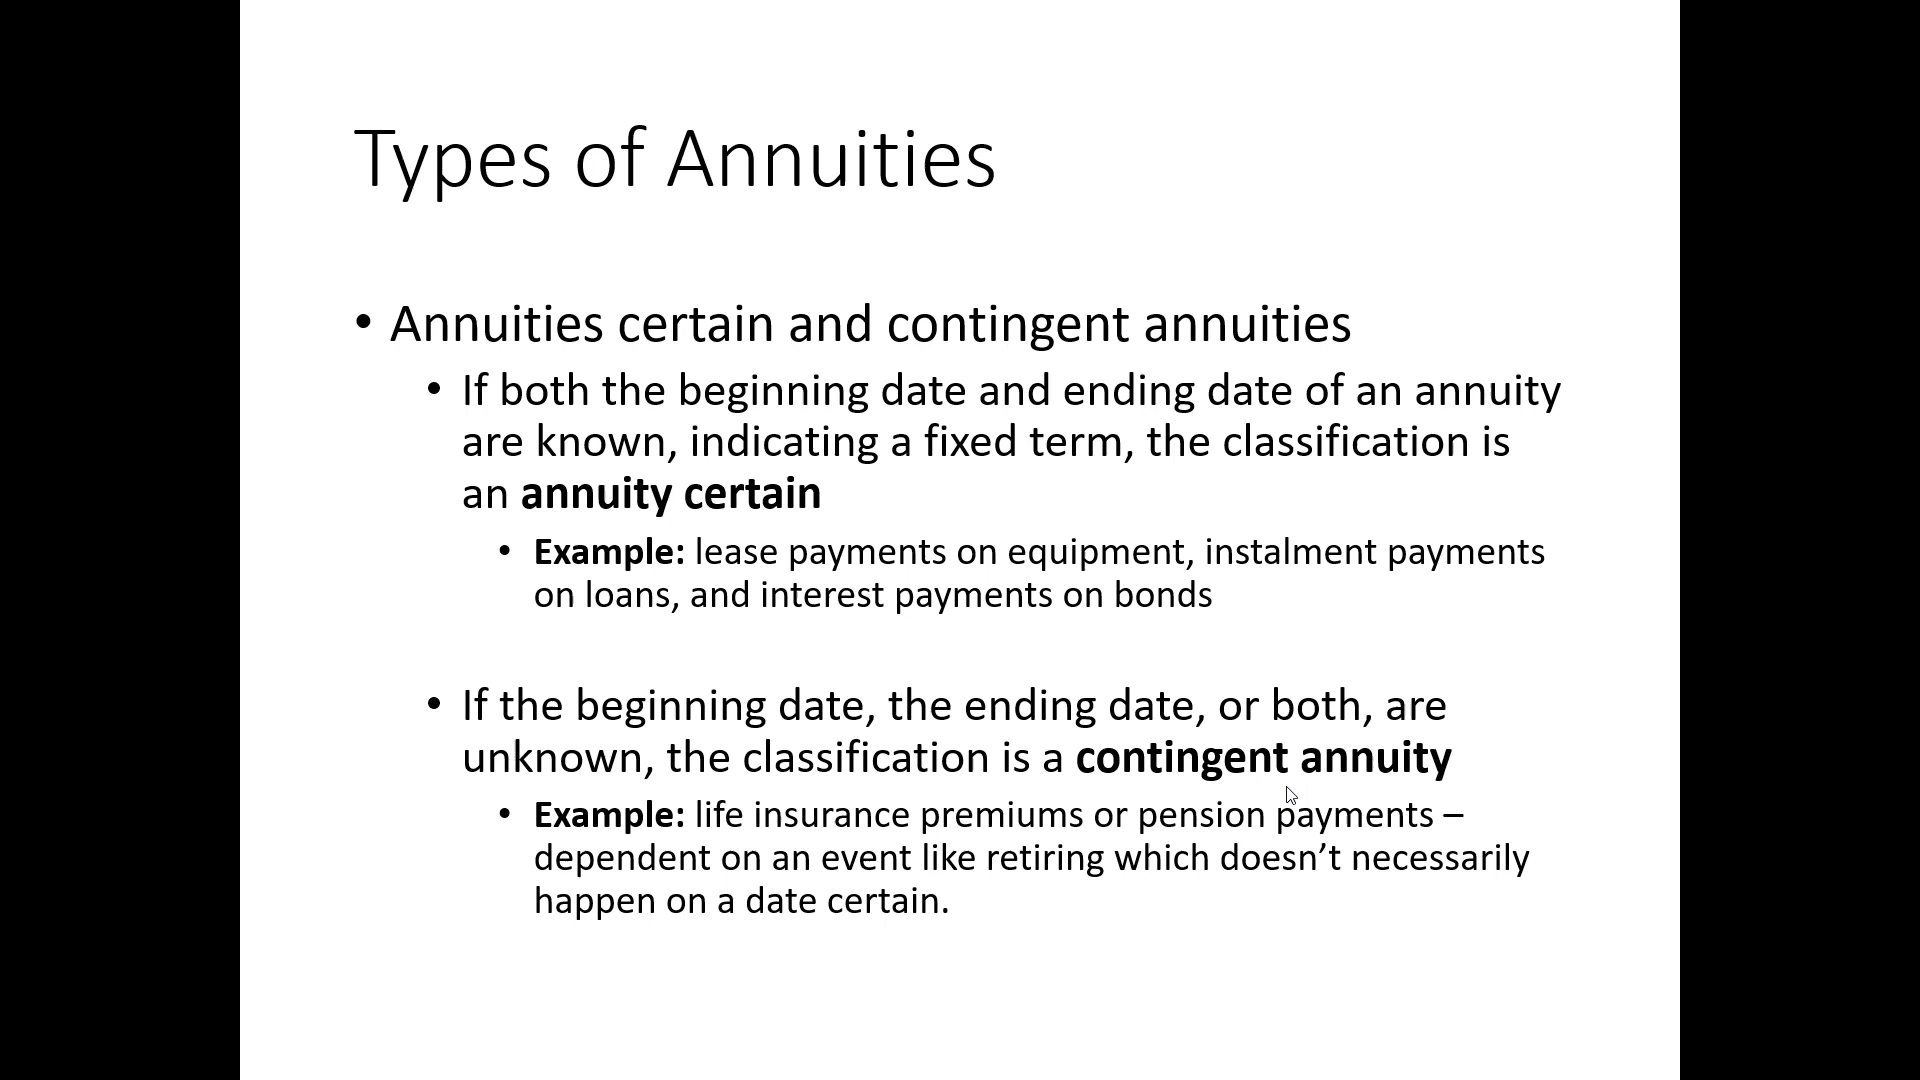 Types of Annuities
• Annuities certain and contingent annuities
• If both the beginning date and ending date of an annuity
are known, indicating a fixed term, the classification is
an annuity certain
• Example: lease payments on equipment, instalment payments
on loans, and interest payments on bonds
• If the beginning date, the ending date, or both, are
unknown, the classification is a contingent annuity
• Example: life insurance premiums or pension payments –
dependent on an event like retiring which doesn’t necessarily
happen on a date certain.